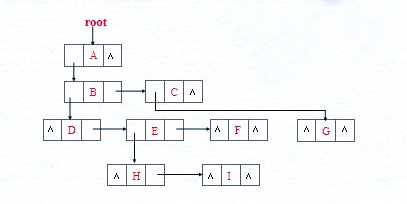 root
A ∧
B C ∧
∧ D E ∧ F ∧ ∧ G ∧
∧ H ∧ I ∧